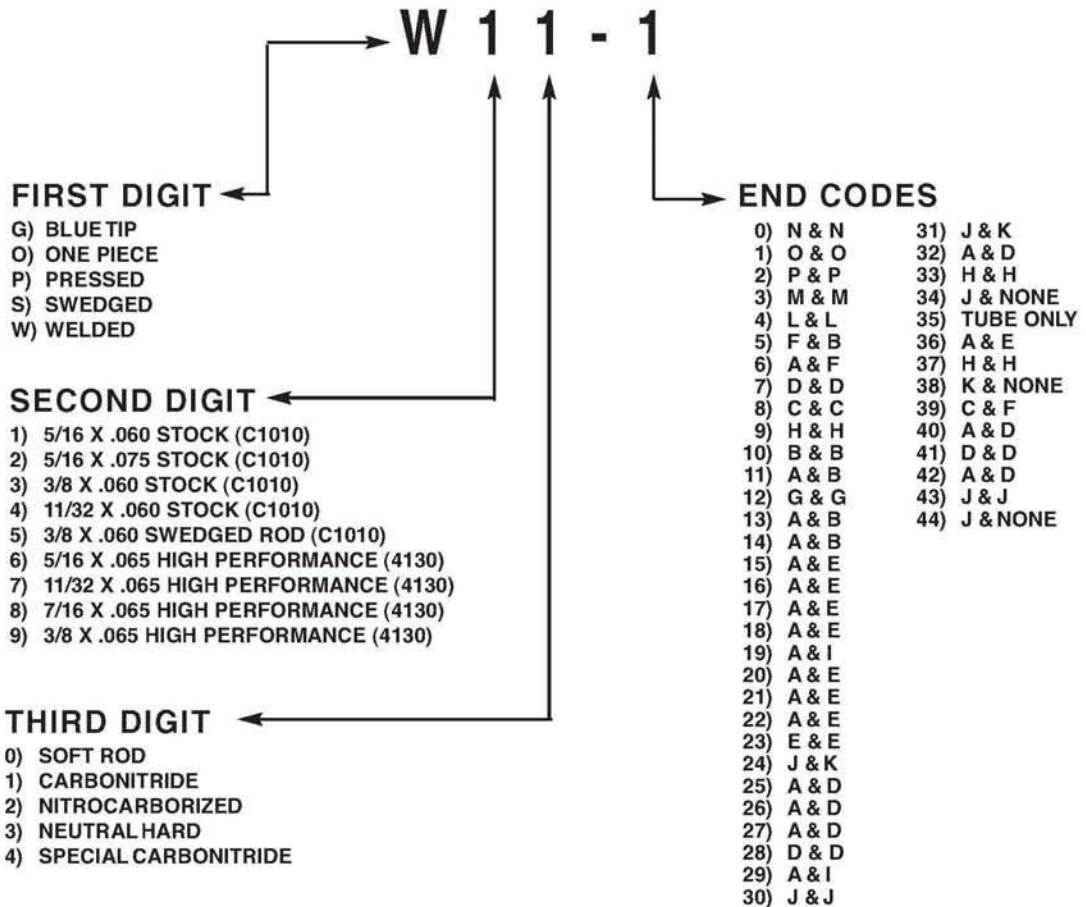 W 1 1 - 1
FIRST DIGIT
G) BLUE TIP
O) ONE PIECE
P) PRESSED
S) SWEDGED
W) WELDED
SECOND DIGIT
1) 5/16 X .060 STOCK (C1010)
2) 5/16 X .075 STOCK (C1010)
3) 3/8 X .060 STOCK (C1010)
4) 11/32 X .060 STOCK (C1010)
5) 3/8 X .060 SWEDGED ROD (C1010)
6) 5/16 X .065 HIGH PERFORMANCE (4130)
7) 11/32 X .065 HIGH PERFORMANCE (4130)
8) 7/16 X .065 HIGH PERFORMANCE (4130)
9) 3/8 X .065 HIGH PERFORMANCE (4130)
THIRD DIGIT
0) SOFT ROD
1) CARBONITRIDE
2) NITROCARBORIZED
3) NEUTRAL HARD
4) SPECIAL CARBONITRIDE
END CODES
0) N & N
1) O & O
2) P & P
3) M & M
4) L & L
5) F & B
6) A & F
7) D & D
8) C & C
9) H & H
10) B & B
11) A & B
12) G & G
13) A & B
14) A & B
15) A & E
16) A & E
17) A & E
18) A & E
19) A & I
20) A & E
21) A & E
22) A & E
23) E & E
24) J & K
25) A & D
26) A & D
27) A & D
28) D & D
29) A & I
30) J & J
31) J & K
32) A & D
33) H & H
34) J & NONE
35) TUBE ONLY
36) A & E
37) H & H
38) K & NONE
39) C & F
40) A & D
41) D & D
42) A & D
43) J & J
44) J & NONE